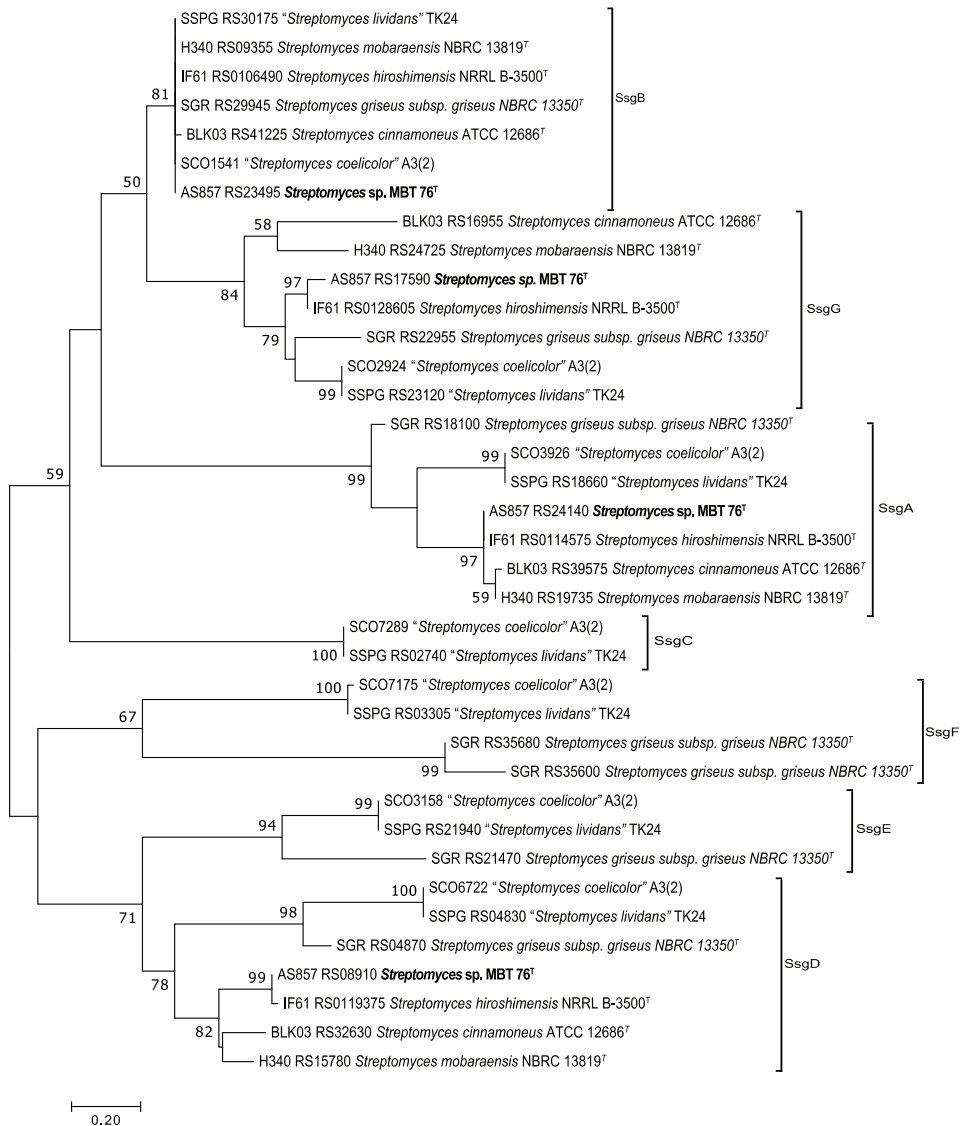 SSPG RS30175 “Streptomyces lividans” TK24
H340 RS09355 Streptomyces mobaraensis NBRC 13819ᵀ
IF61 RS0106490 Streptomyces hiroshimensis NRRL B-3500ᵀ
81
SGR RS29945 Streptomyces griseus subsp. griseus NBRC 13350ᵀ
SsgB
BLK03 RS41225 Streptomyces cinnamoneus ATCC 12686ᵀ
SCO1541 “Streptomyces coelicolor” A3(2)
50
AS857 RS23495 Streptomyces sp. MBT 76ᵀ
58
BLK03 RS16955 Streptomyces cinnamoneus ATCC 12686ᵀ
H340 RS24725 Streptomyces mobaraensis NBRC 13819ᵀ
84
97
AS857 RS17590 Streptomyces sp. MBT 76ᵀ
IF61 RS0128605 Streptomyces hiroshimensis NRRL B-3500ᵀ
SsgG
79
SGR RS22955 Streptomyces griseus subsp. griseus NBRC 13350ᵀ
SCO2924 “Streptomyces coelicolor” A3(2)
99
SSPG RS23120 “Streptomyces lividans” TK24
SGR RS18100 Streptomyces griseus subsp. griseus NBRC 13350ᵀ
59
99
99
SCO3926 “Streptomyces coelicolor” A3(2)
SSPG RS18660 “Streptomyces lividans” TK24
AS857 RS24140 Streptomyces sp. MBT 76ᵀ
SsgA
IF61 RS0114575 Streptomyces hiroshimensis NRRL B-3500ᵀ
97
BLK03 RS39575 Streptomyces cinnamoneus ATCC 12686ᵀ
59
H340 RS19735 Streptomyces mobaraensis NBRC 13819ᵀ
SCO7289 “Streptomyces coelicolor” A3(2)
SsgC
100
SSPG RS02740 “Streptomyces lividans” TK24
100
SCO7175 “Streptomyces coelicolor” A3(2)
67
SSPG RS03305 “Streptomyces lividans” TK24
SsgF
SGR RS35680 Streptomyces griseus subsp. griseus NBRC 13350ᵀ
99
SGR RS35600 Streptomyces griseus subsp. griseus NBRC 13350ᵀ
99
SCO3158 “Streptomyces coelicolor” A3(2)
94
SSPG RS21940 “Streptomyces lividans” TK24
SsgE
SGR RS21470 Streptomyces griseus subsp. griseus NBRC 13350ᵀ
71
100
SCO6722 “Streptomyces coelicolor” A3(2)
98
SSPG RS04830 “Streptomyces lividans” TK24
SGR RS04870 Streptomyces griseus subsp. griseus NBRC 13350ᵀ
SsgD
78
99
AS857 RS08910 Streptomyces sp. MBT 76ᵀ
IF61 RS0119375 Streptomyces hiroshimensis NRRL B-3500ᵀ
82
BLK03 RS32630 Streptomyces cinnamoneus ATCC 12686ᵀ
H340 RS15780 Streptomyces mobaraensis NBRC 13819ᵀ
0.20